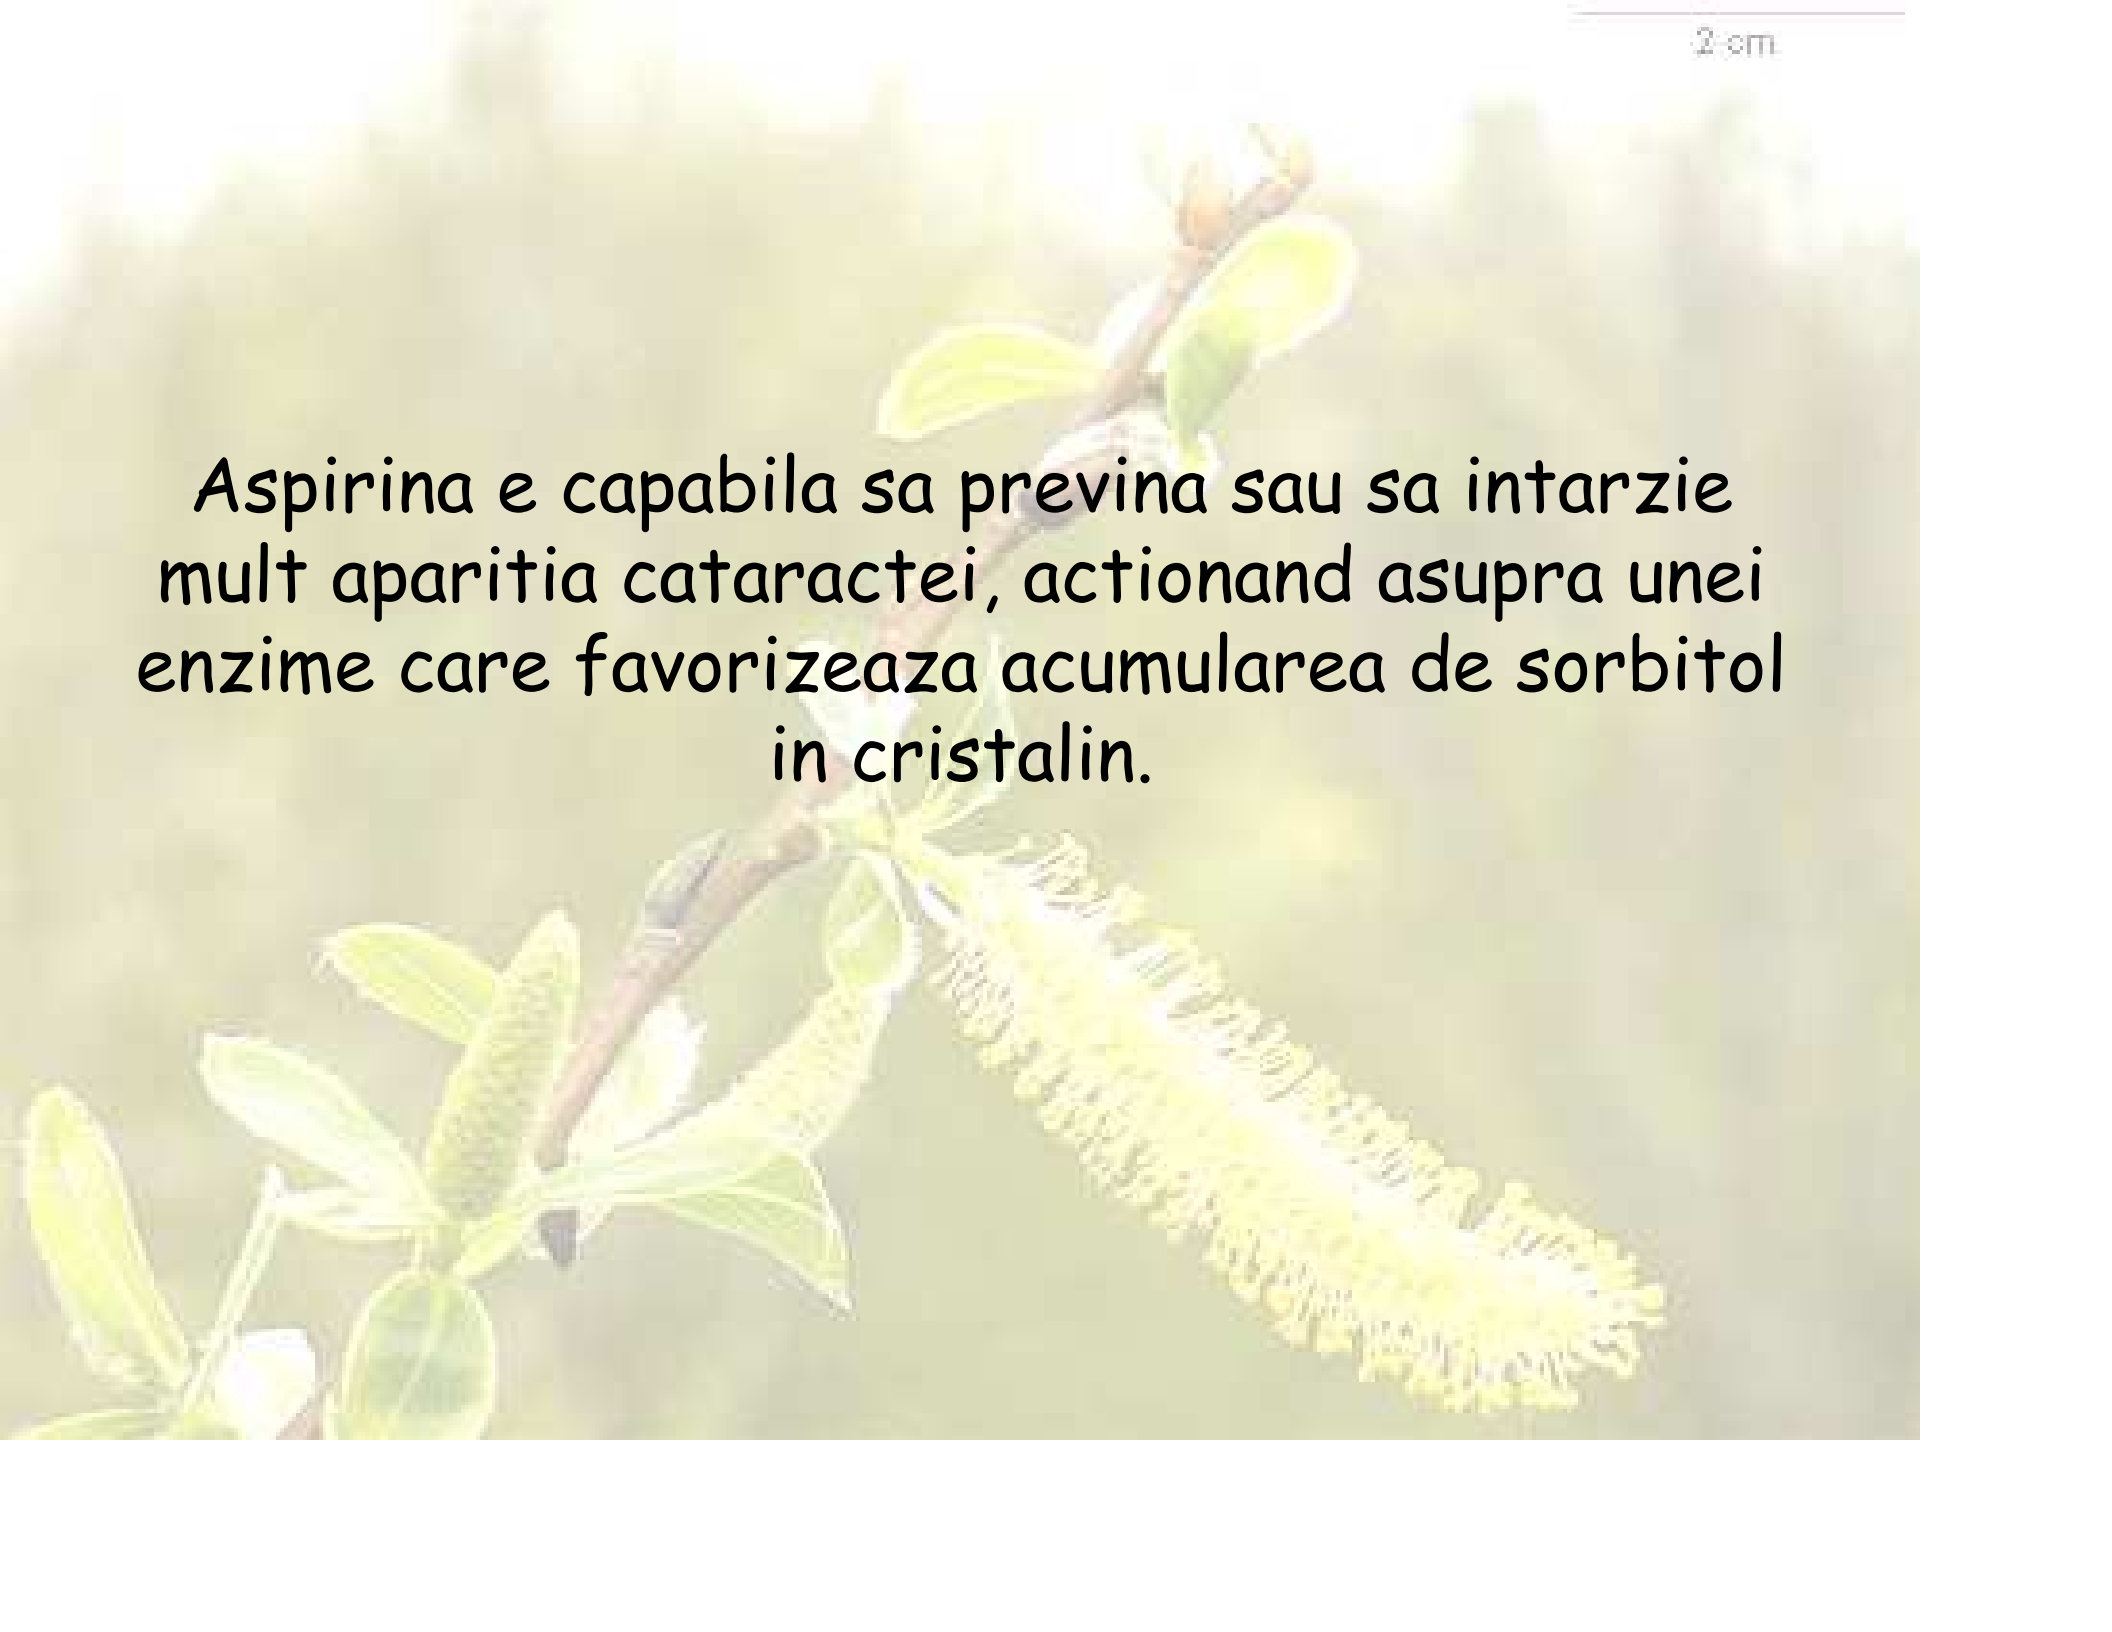 2 cm
Aspirina e capabila sa previna sau sa intarzie
mult aparitia cataractei, actionand asupra unei
enzime care favorizeaza acumularea de sorbitol
in cristalin.